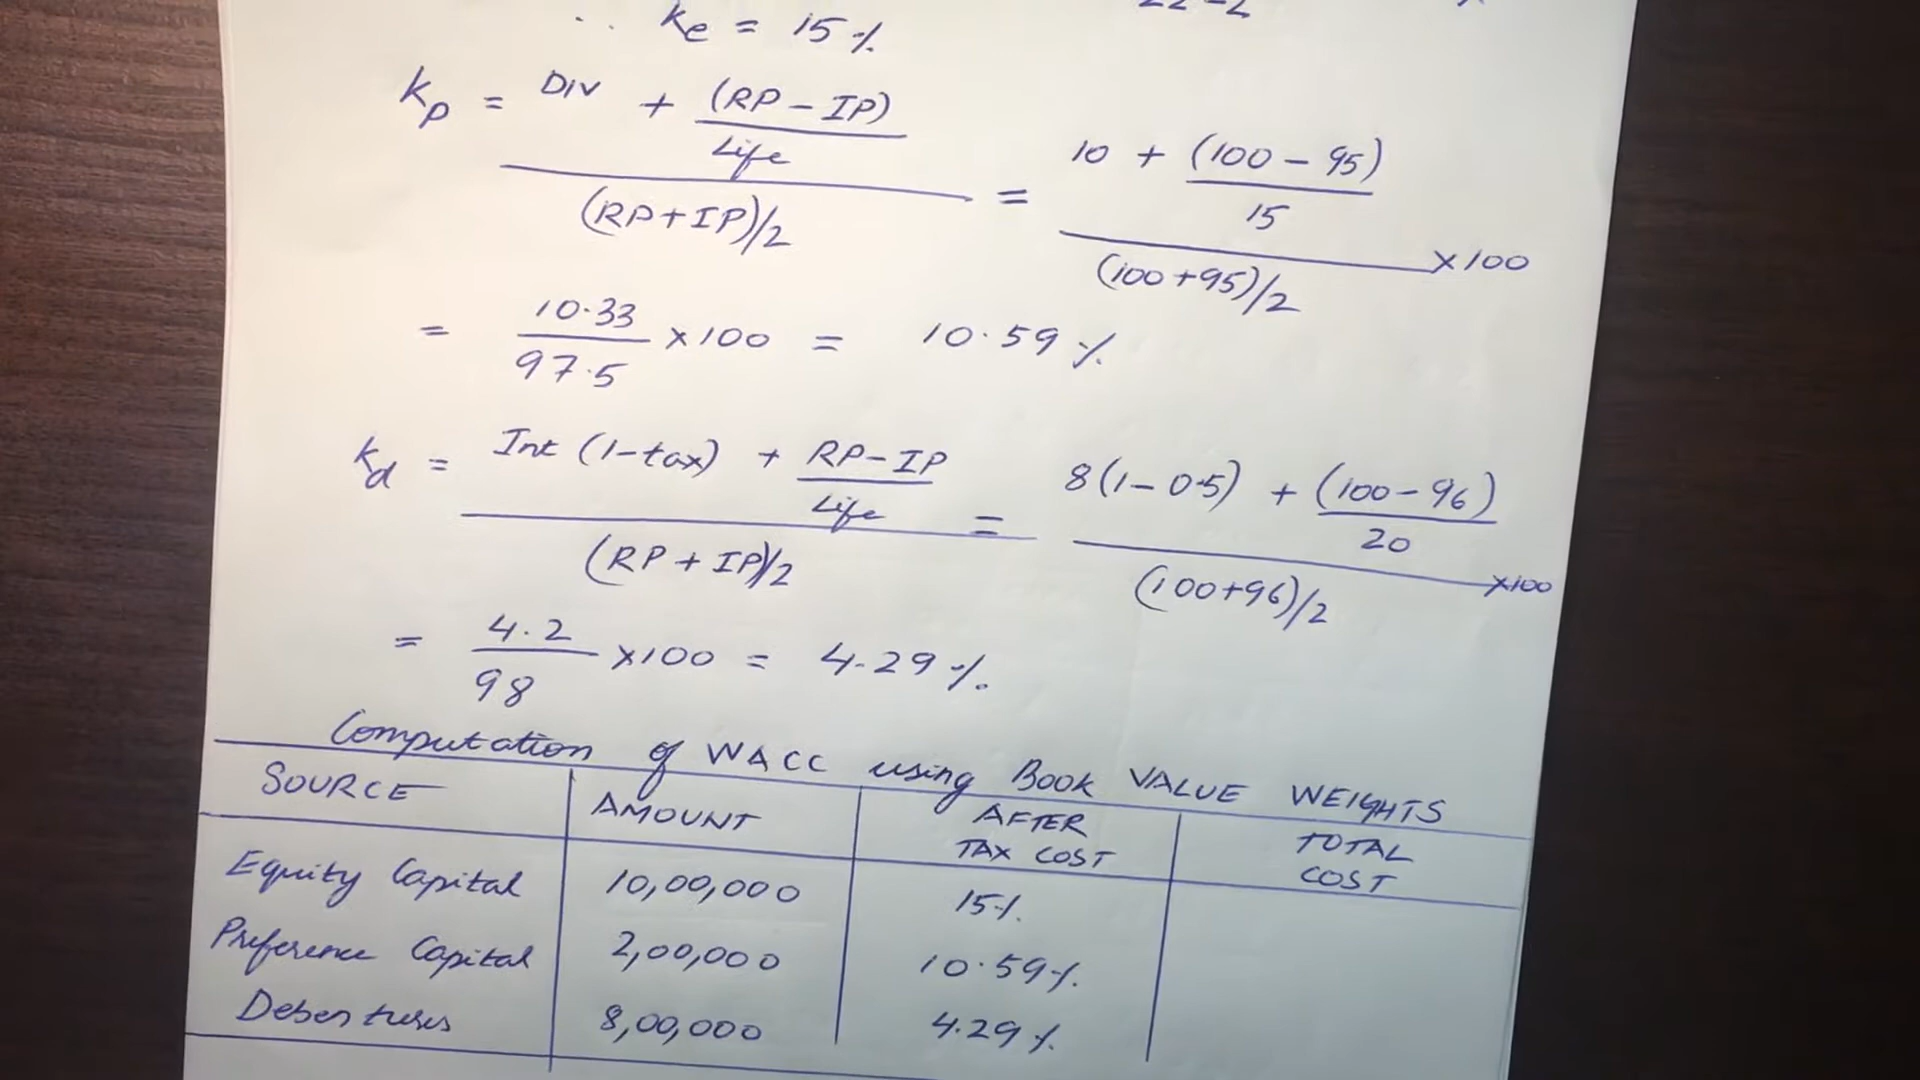 ∴ Ke = 15%
Kp = Div + (RP - IP) / Life
(RP + IP)/2
= 10 + (100 - 95) / 15
(100 + 95)/2 × 100
= 10.33 / 97.5 × 100 = 10.59%
Kd = Int (1 - tax) + RP - IP / Life
(RP + IP)/2
= 8(1 - 0.5) + (100 - 96) / 20
(100 + 96)/2 × 100
= 4.2 / 98 × 100 = 4.29%.
Computation of WACC using Book VALUE WEIGHTS
SOURCE AMOUNT AFTER TAX COST TOTAL COST
Equity Capital 10,00,000 15%
Preference Capital 2,00,000 10.59%
Debentures 8,00,000 4.29%